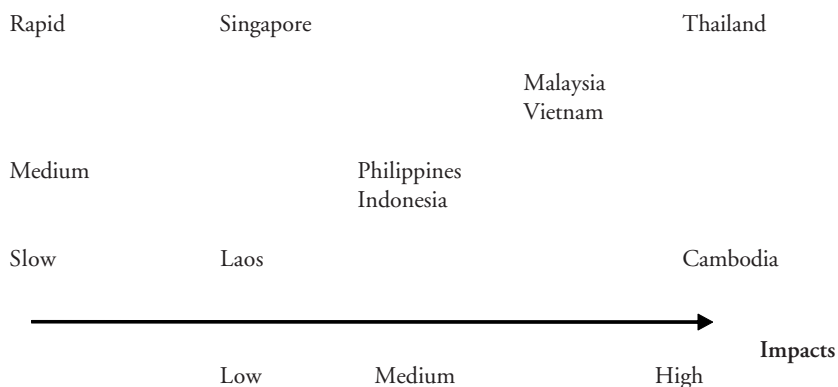 Rapid Singapore Thailand
Malaysia
Vietnam
Medium Philippines
Indonesia
Slow Laos Cambodia
Impacts
Low Medium High